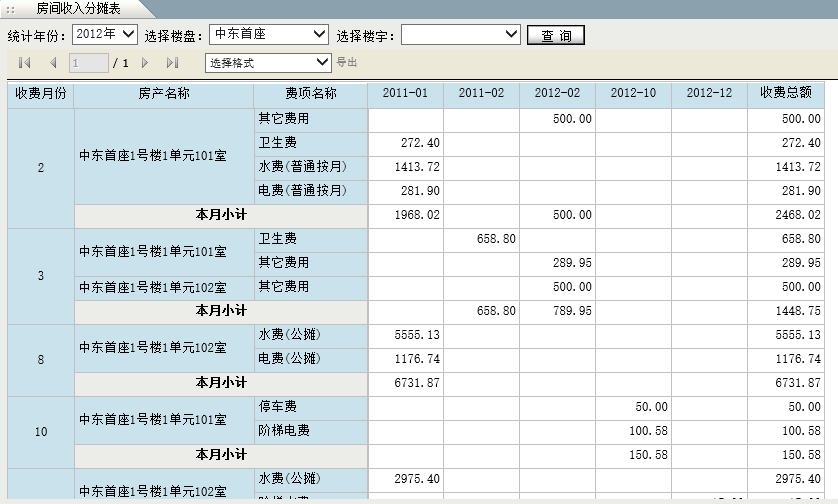 房间收入分摊表
统计年份: 2012年 选择楼盘: 中东首座 选择楼宇: 查 询
1 / 1 选择格式 导出
收费月份 房产名称 费项名称 2011-01 2011-02 2012-02 2012-10 2012-12 收费总额
2 中东首座1号楼1单元101室 其它费用 500.00 500.00
卫生费 272.40 272.40
水费(普通按月) 1413.72 1413.72
电费(普通按月) 281.90 281.90
本月小计 1968.02 500.00 2468.02
3 中东首座1号楼1单元101室 卫生费 658.80 658.80
其它费用 289.95 289.95
中东首座1号楼1单元102室 其它费用 500.00 500.00
本月小计 658.80 789.95 1448.75
8 中东首座1号楼1单元102室 水费(公摊) 5555.13 5555.13
电费(公摊) 1176.74 1176.74
本月小计 6731.87 6731.87
10 中东首座1号楼1单元101室 停车费 50.00 50.00
阶梯电费 100.58 100.58
本月小计 150.58 150.58
中东首座1号楼1单元102室 水费(公摊) 2975.40 2975.40